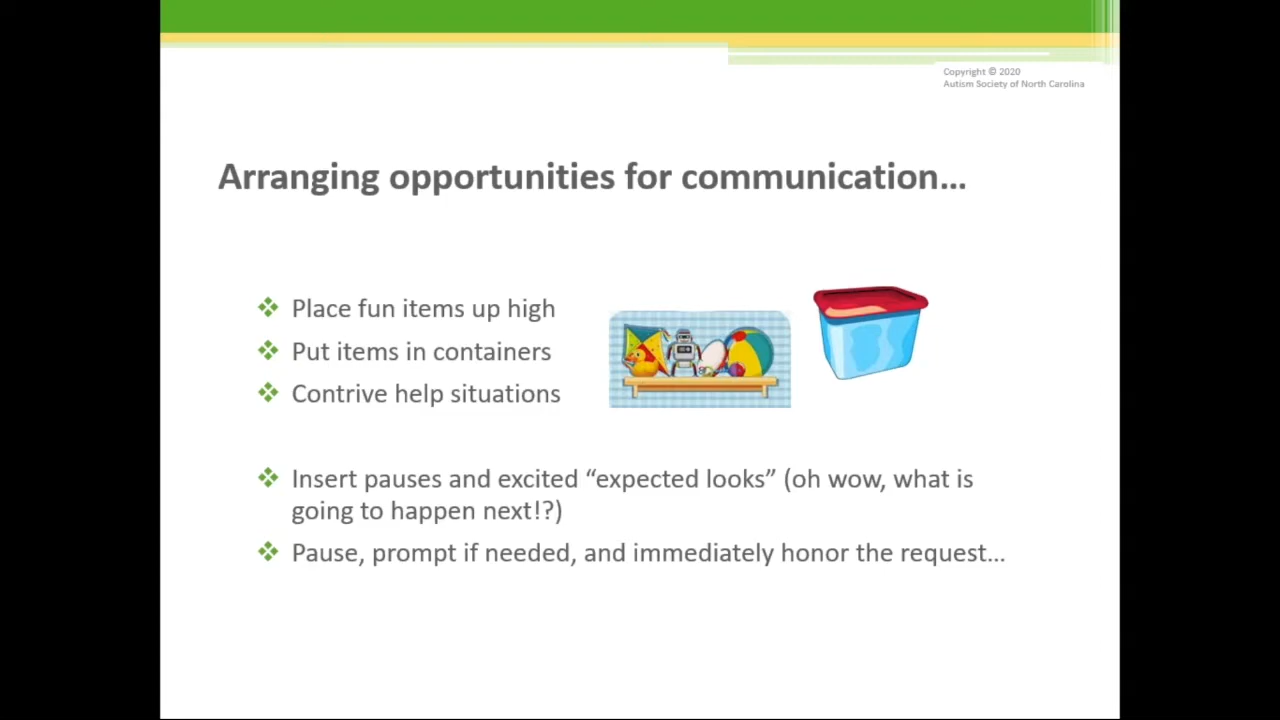 Copyright © 2020
Autism Society of North Carolina
Arranging opportunities for communication…
Place fun items up high
Put items in containers
Contrive help situations
Insert pauses and excited “expected looks” (oh wow, what is
going to happen next!?)
Pause, prompt if needed, and immediately honor the request…